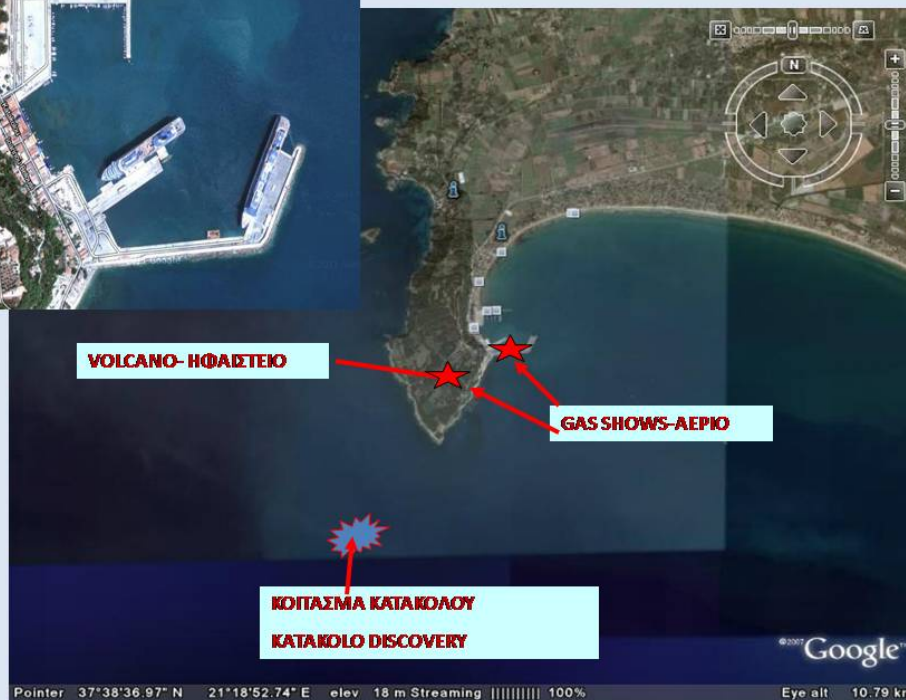 N
VOLCANO- ΗΦΑΙΣΤΕΙΟ
GAS SHOWS-ΑΕΡΙΟ
ΚΟΙΤΑΣΜΑ ΚΑΤΑΚΟΛΟΥ
KATAKOLO DISCOVERY
©2007 Google™
Pointer 37°38'36.97" N 21°18'52.74" E elev 18 m Streaming ||||||||| 100% Eye alt 10.79 km